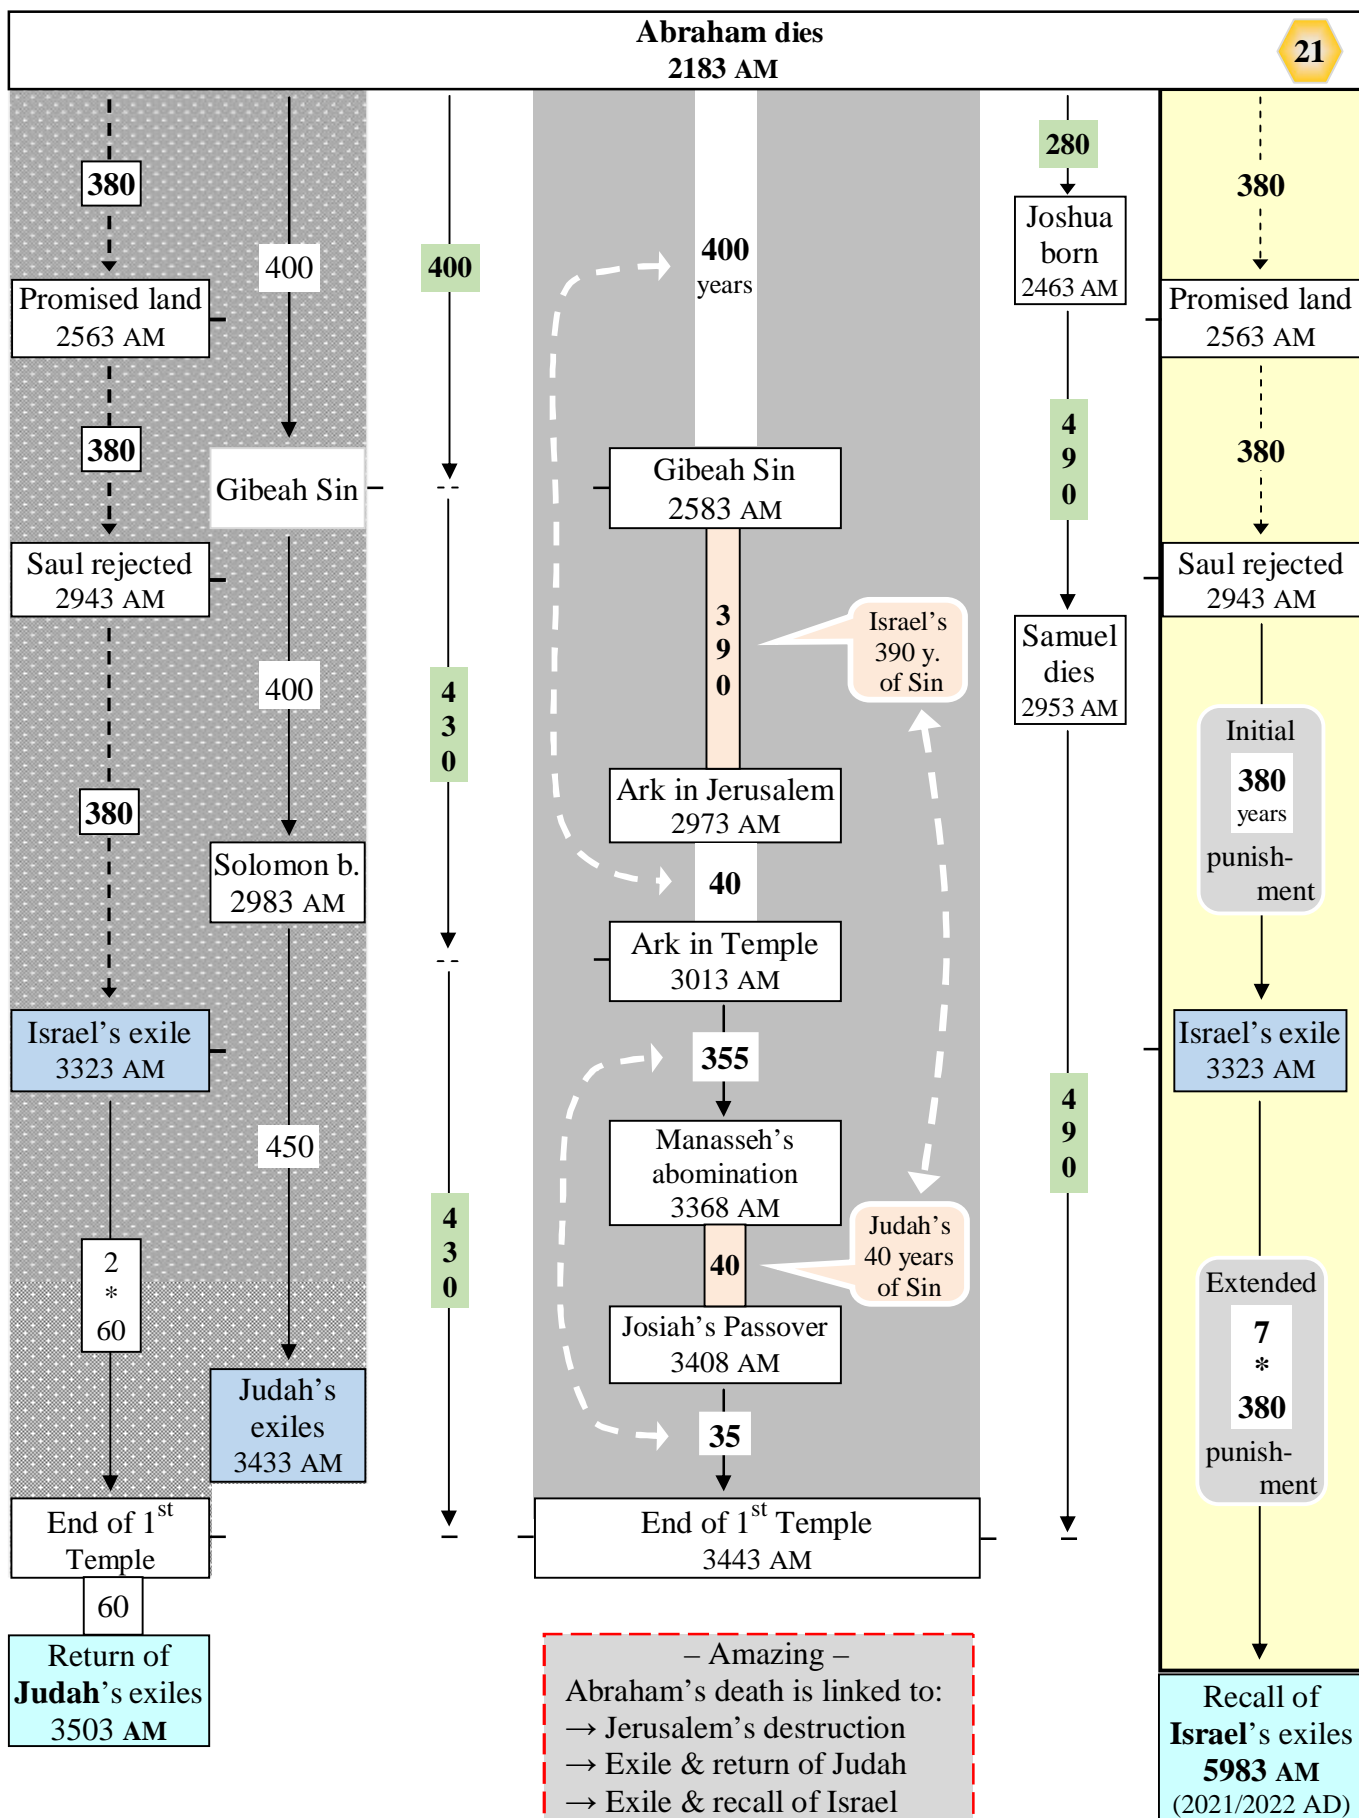 Abraham dies
2183 AM
21
380
Promised land
2563 AM
380
Saul rejected
2943 AM
380
Israel's exile
3323 AM
2
*
60
End of 1st
Temple
60
Return of
Judah's exiles
3503 AM
400
Gibeah Sin
400
Solomon b.
2983 AM
450
Judah's
exiles
3433 AM
400
4
3
0
4
3
0
400
years
Gibeah Sin
2583 AM
3
9
0
Israel's
390 y.
of Sin
Ark in Jerusalem
2973 AM
40
Ark in Temple
3013 AM
355
Manasseh's
abomination
3368 AM
40
Judah's
40 years
of Sin
Josiah's Passover
3408 AM
35
End of 1st Temple
3443 AM
– Amazing –
Abraham's death is linked to:
→ Jerusalem's destruction
→ Exile & return of Judah
→ Exile & recall of Israel
280
Joshua
born
2463 AM
4
9
0
Samuel
dies
2953 AM
4
9
0
380
Promised land
2563 AM
380
Saul rejected
2943 AM
Initial
380
years
punish-
ment
Israel's exile
3323 AM
Extended
7
*
380
punish-
ment
Recall of
Israel's exiles
5983 AM
(2021/2022 AD)